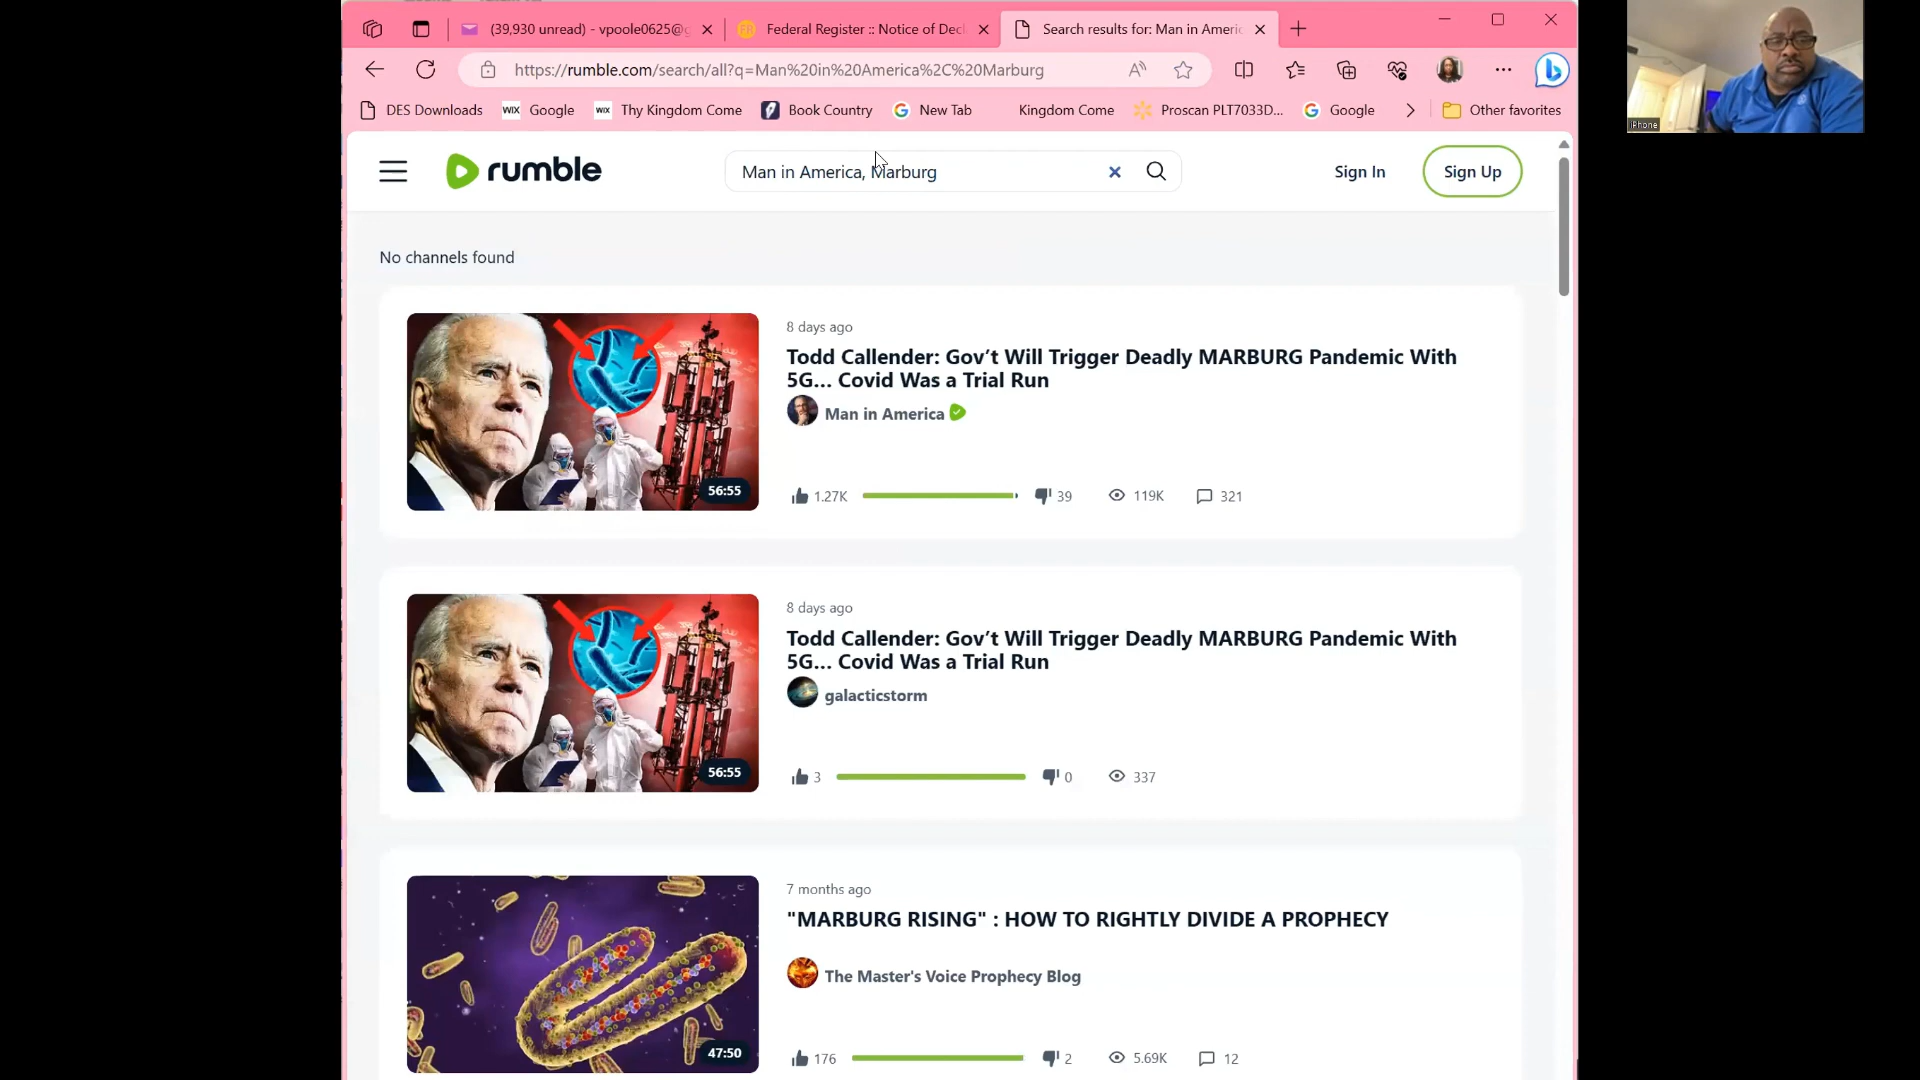 (39,930 unread) - vpoole0625@g
Federal Register :: Notice of Decl
Search results for: Man in Americ
https://rumble.com/search/all?q=Man%20in%20America%2C%20Marburg
DES Downloads
WIX Google
WIX Thy Kingdom Come
Book Country
New Tab
Kingdom Come
Proscan PLT7033D...
Google
Other favorites
rumble
Man in America, Marburg
Sign In
Sign Up
No channels found
56:55
8 days ago
Todd Callender: Gov’t Will Trigger Deadly MARBURG Pandemic With
5G... Covid Was a Trial Run
Man in America
1.27K 39 119K 321
56:55
8 days ago
Todd Callender: Gov’t Will Trigger Deadly MARBURG Pandemic With
5G... Covid Was a Trial Run
galacticstorm
3 0 337
47:50
7 months ago
"MARBURG RISING" : HOW TO RIGHTLY DIVIDE A PROPHECY
The Master's Voice Prophecy Blog
176 2 5.69K 12
iPhone